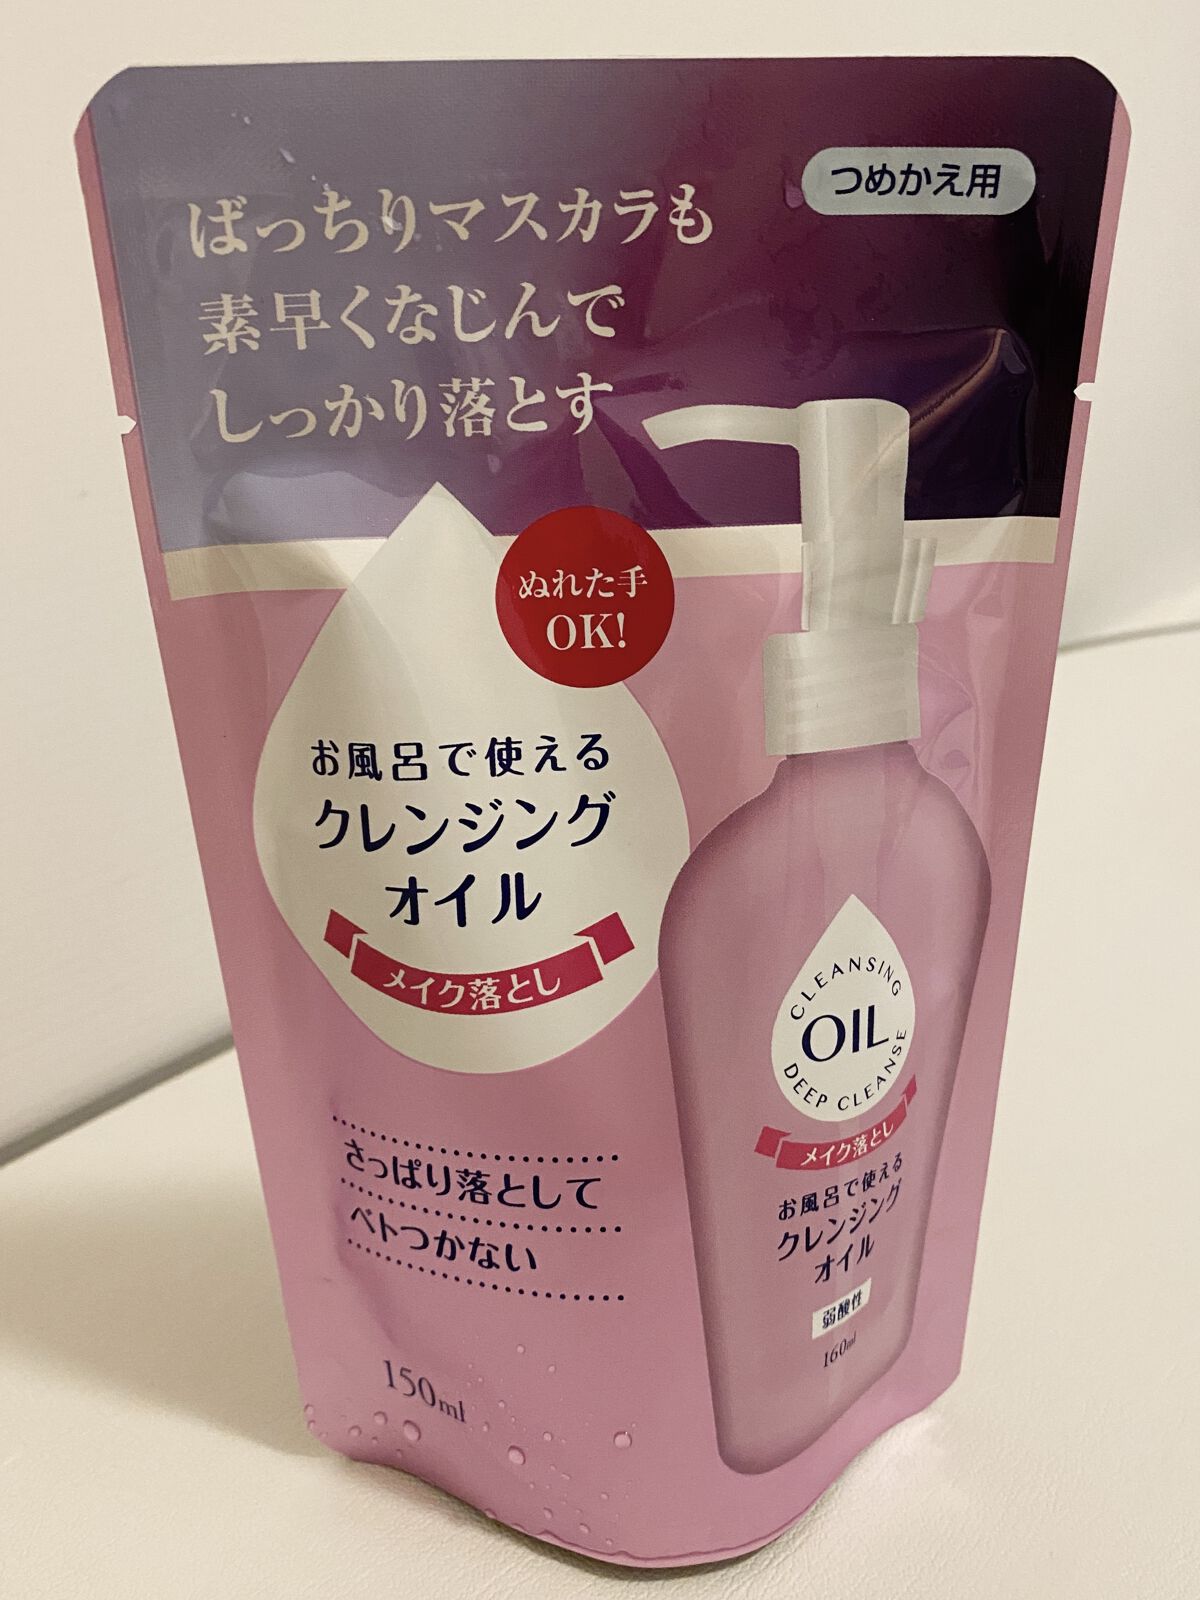 つめかえ用
ばっちりマスカラも
素早くなじんで
しっかり落とす
ぬれた手
OK!
お風呂で使える
クレンジング
オイル
メイク落とし
さっぱり落として
ベトつかない
150ml
CLEANSING
OIL
DEEP CLEANSE
メイク落とし
お風呂で使える
クレンジング
オイル
弱酸性
160ml